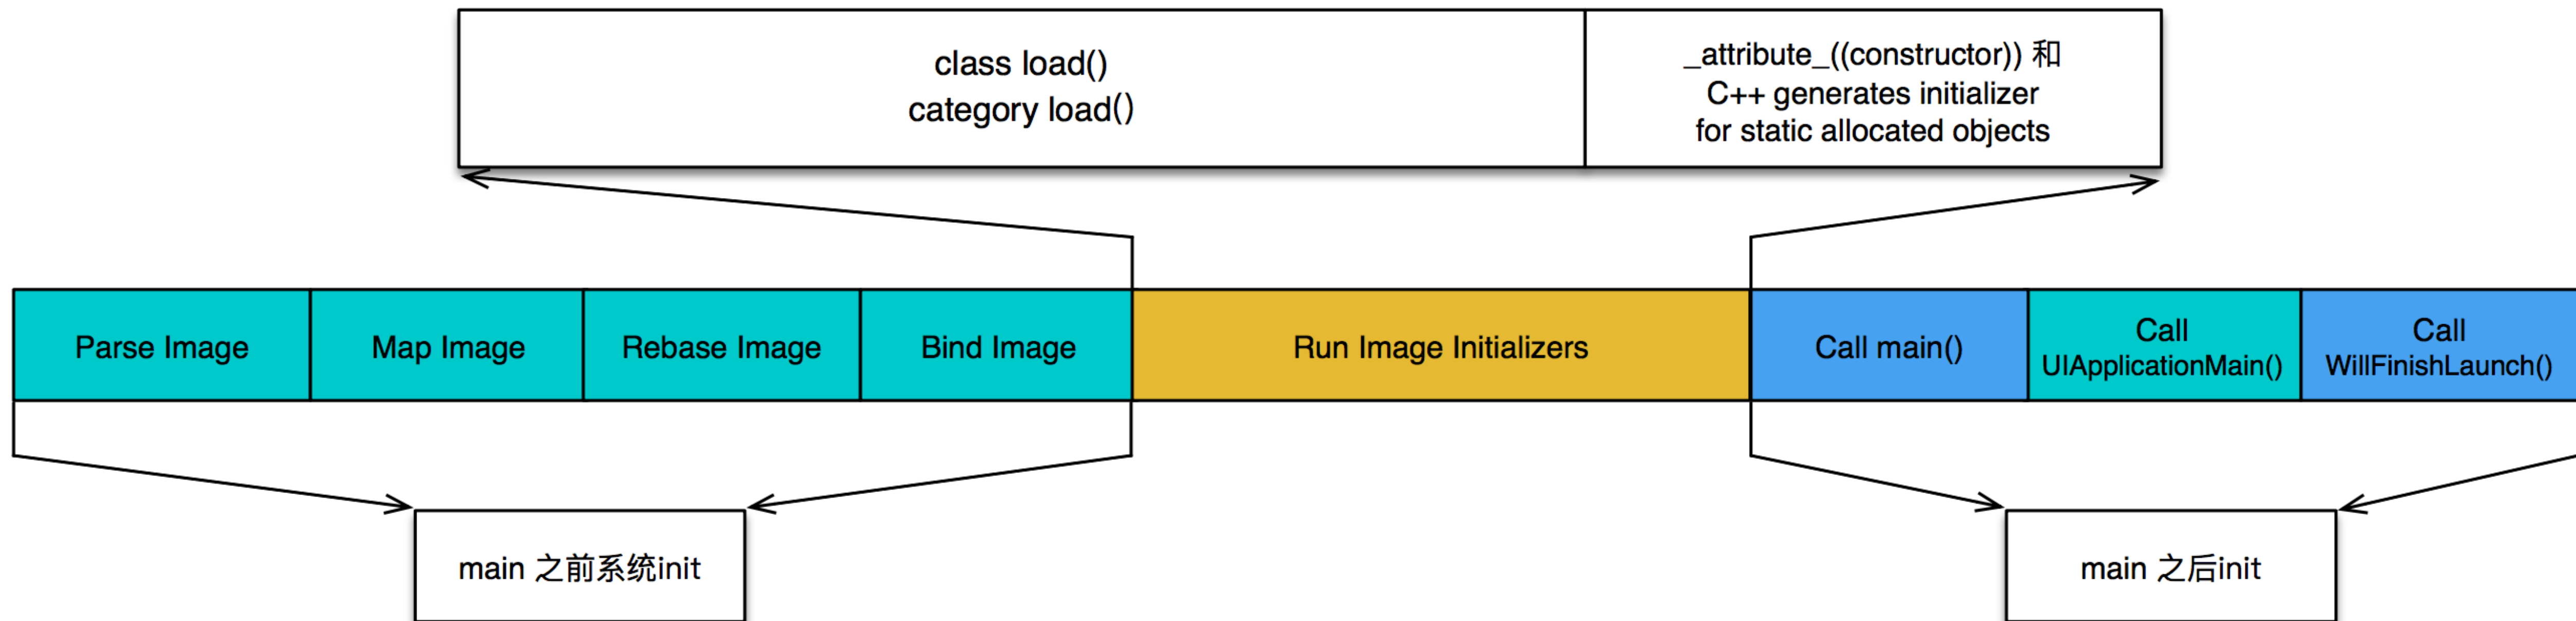 class load()
category load()
_attribute_((constructor)) 和
C++ generates initializer
for static allocated objects
Parse Image
Map Image
Rebase Image
Bind Image
Run Image Initializers
Call main()
Call
UIApplicationMain()
Call
WillFinishLaunch()
main 之前系统init
main 之后init